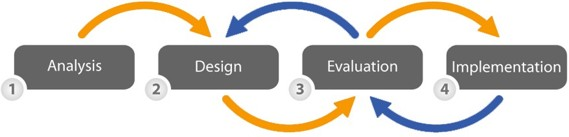 Analysis
1
Design
2
Evaluation
3
Implementation
4